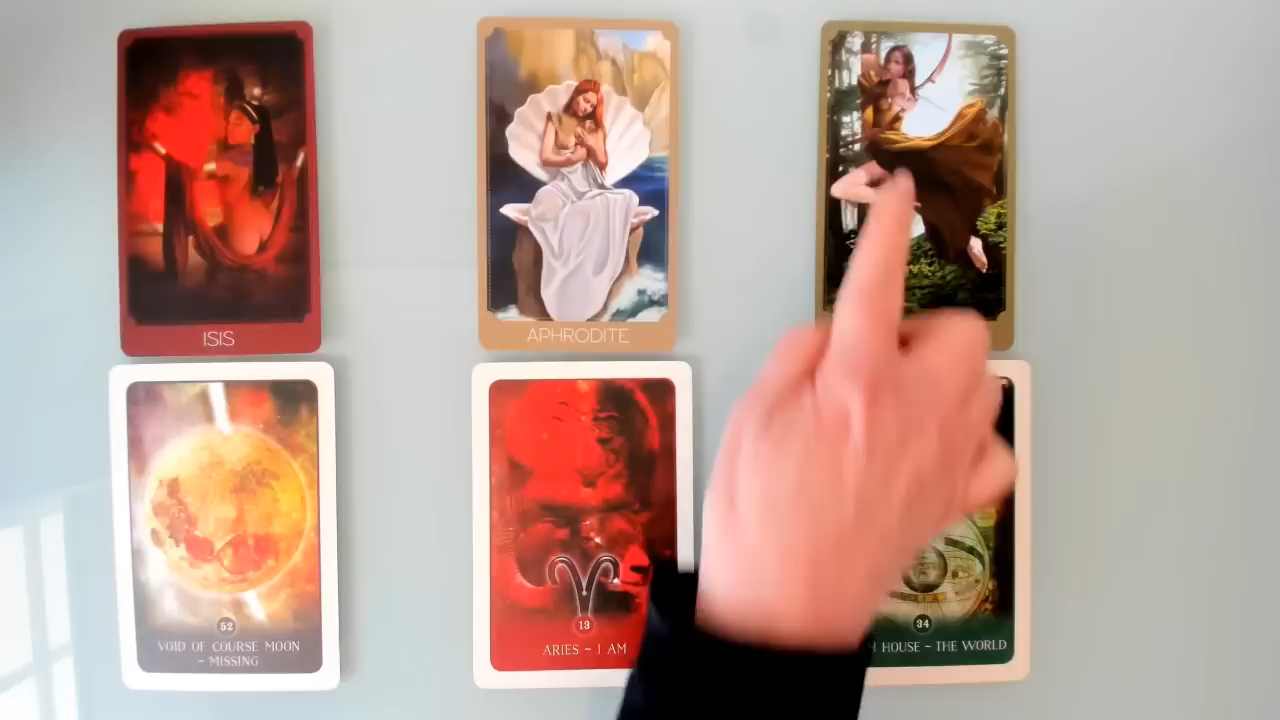 ISIS
APHRODITE
52
VOID OF COURSE MOON
~ MISSING
13
ARIES ~ I AM
34
HOUSE ~ THE WORLD